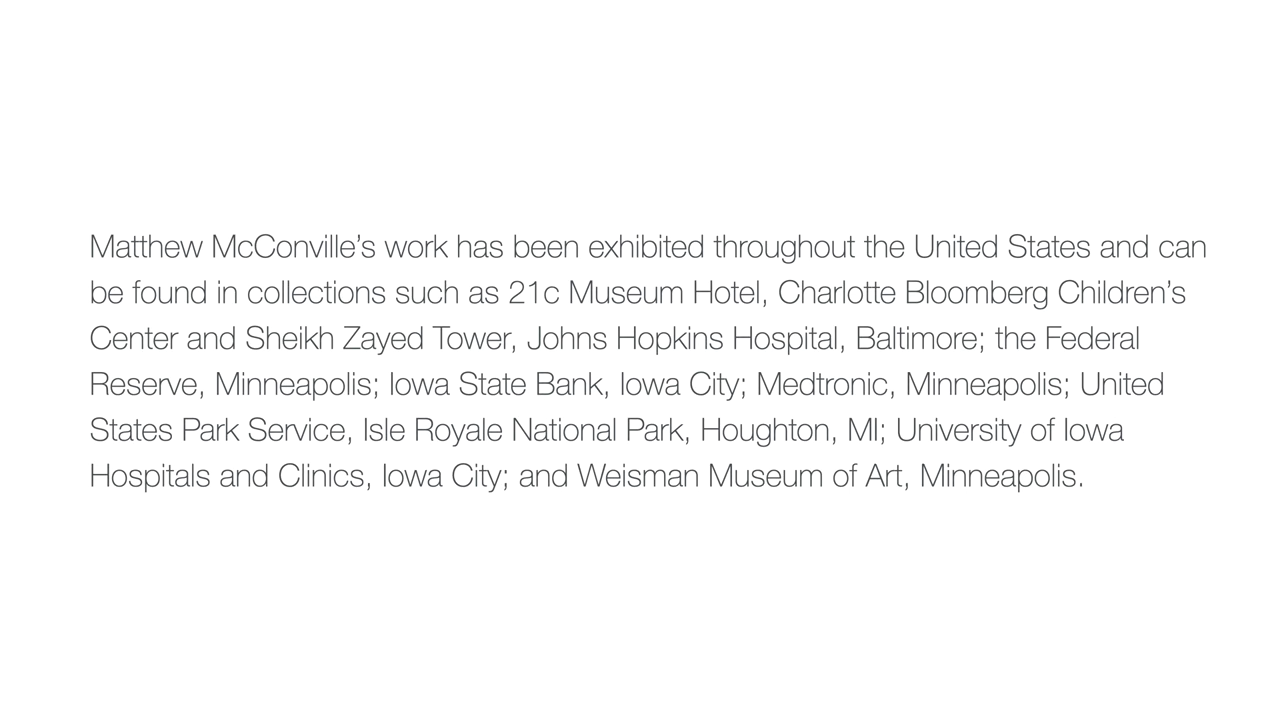 Matthew McConville’s work has been exhibited throughout the United States and can
be found in collections such as 21c Museum Hotel, Charlotte Bloomberg Children’s
Center and Sheikh Zayed Tower, Johns Hopkins Hospital, Baltimore; the Federal
Reserve, Minneapolis; Iowa State Bank, Iowa City; Medtronic, Minneapolis; United
States Park Service, Isle Royale National Park, Houghton, MI; University of Iowa
Hospitals and Clinics, Iowa City; and Weisman Museum of Art, Minneapolis.